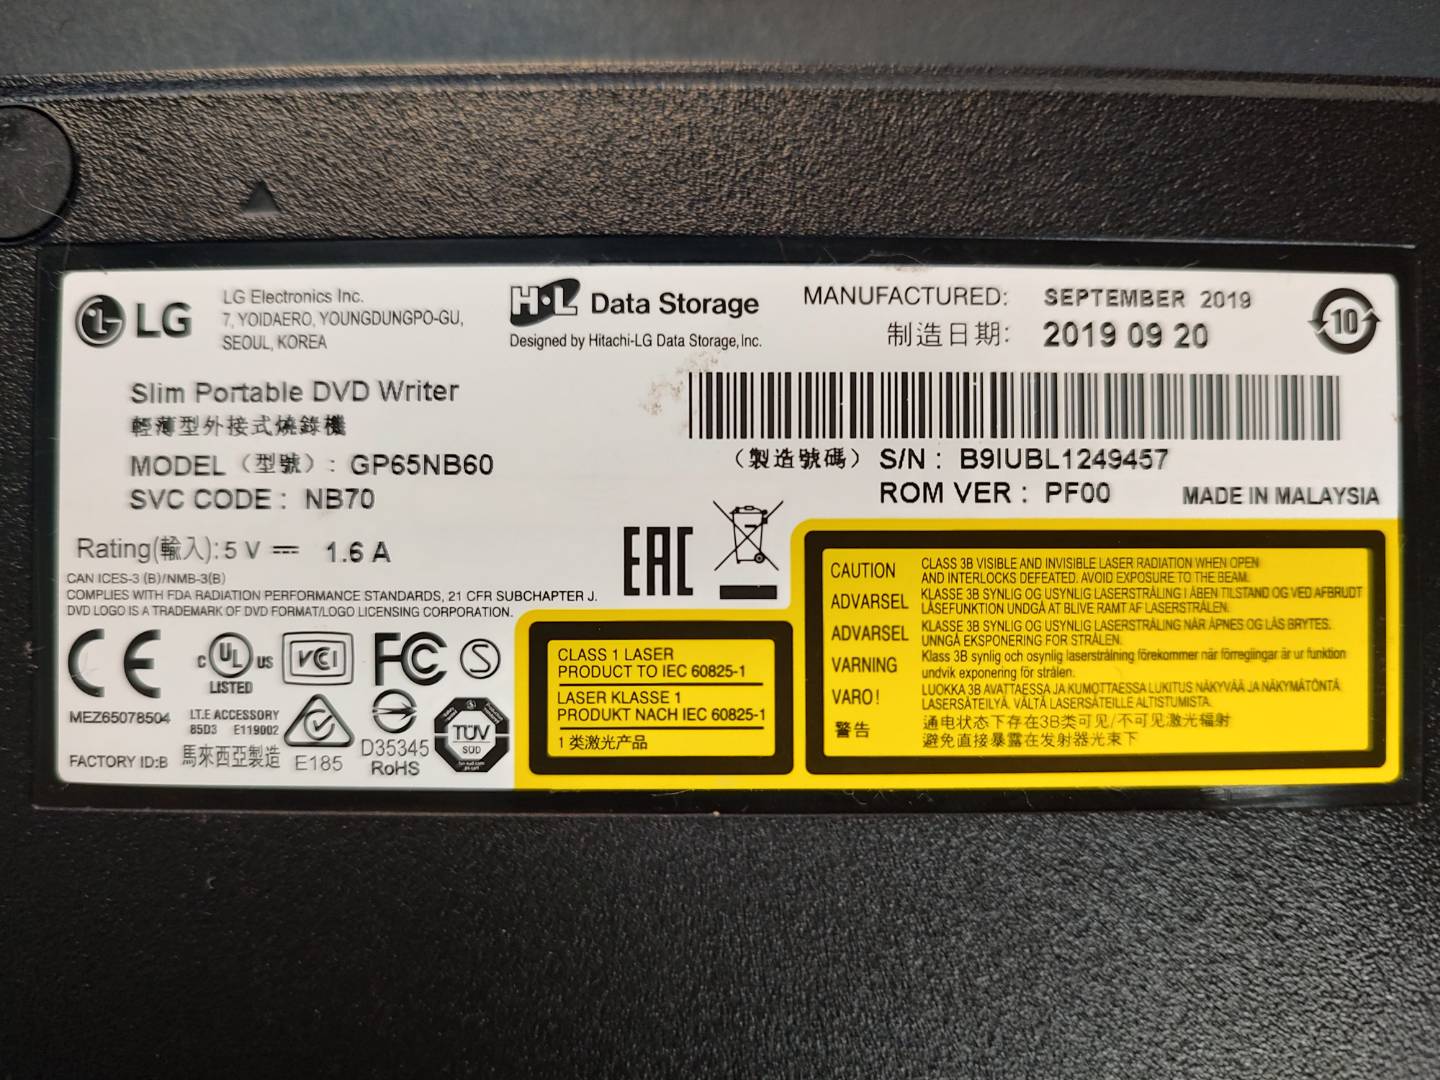 LG
LG Electronics Inc.
7, YOIDAERO, YOUNGDUNGPO-GU,
SEOUL, KOREA
H·L Data Storage
Designed by Hitachi-LG Data Storage, Inc.
MANUFACTURED: SEPTEMBER 2019
制造日期: 2019 09 20
10
Slim Portable DVD Writer
輕薄型外接式燒錄機
MODEL (型號): GP65NB60
SVC CODE : NB70
(製造號碼) S/N : B9IUBL1249457
ROM VER : PF00
MADE IN MALAYSIA
Rating(輸入):5 V ⎓ 1.6 A
CAN ICES-3 (B)/NMB-3(B)
COMPLIES WITH FDA RADIATION PERFORMANCE STANDARDS, 21 CFR SUBCHAPTER J.
DVD LOGO IS A TRADEMARK OF DVD FORMAT/LOGO LICENSING CORPORATION.
EAC
CE
MEZ65078504
FACTORY ID:B
C UL US
LISTED
I.T.E ACCESSORY
85D3 E119002
馬來西亞製造
VCI
E185
FC
S
D35345
RoHS
TÜV
SÜD
CLASS 1 LASER
PRODUCT TO IEC 60825-1
LASER KLASSE 1
PRODUKT NACH IEC 60825-1
1 类激光产品
CAUTION CLASS 3B VISIBLE AND INVISIBLE LASER RADIATION WHEN OPEN
AND INTERLOCKS DEFEATED. AVOID EXPOSURE TO THE BEAM.
ADVARSEL KLASSE 3B SYNLIG OG USYNLIG LASERSTRÅLING I ÅBEN TILSTAND OG VED AFBRUDT
LÅSEFUNKTION UNDGÅ AT BLIVE RAMT AF LASERSTRÅLEN.
ADVARSEL KLASSE 3B SYNLIG OG USYNLIG LASERSTRÅLING NÅR ÅPNES OG LÅS BRYTES.
UNNGÅ EKSPONERING FOR STRÅLEN.
VARNING Klass 3B synlig och osynlig laserstrålning förekommer när förreglingar är ur funktion
undvik exponering för strålen.
VARO! LUOKKA 3B AVATTAESSA JA KUMOTTAESSA LUKITUS NÄKYVÄÄ JA NÄKYMÄTÖNTÄ
LASERSÄTEILYÄ, VÄLTÄ LASERSÄTEILLE ALTISTUMISTA.
警告 通电状态下存在3B类可见/不可见激光辐射
避免直接暴露在发射器光束下